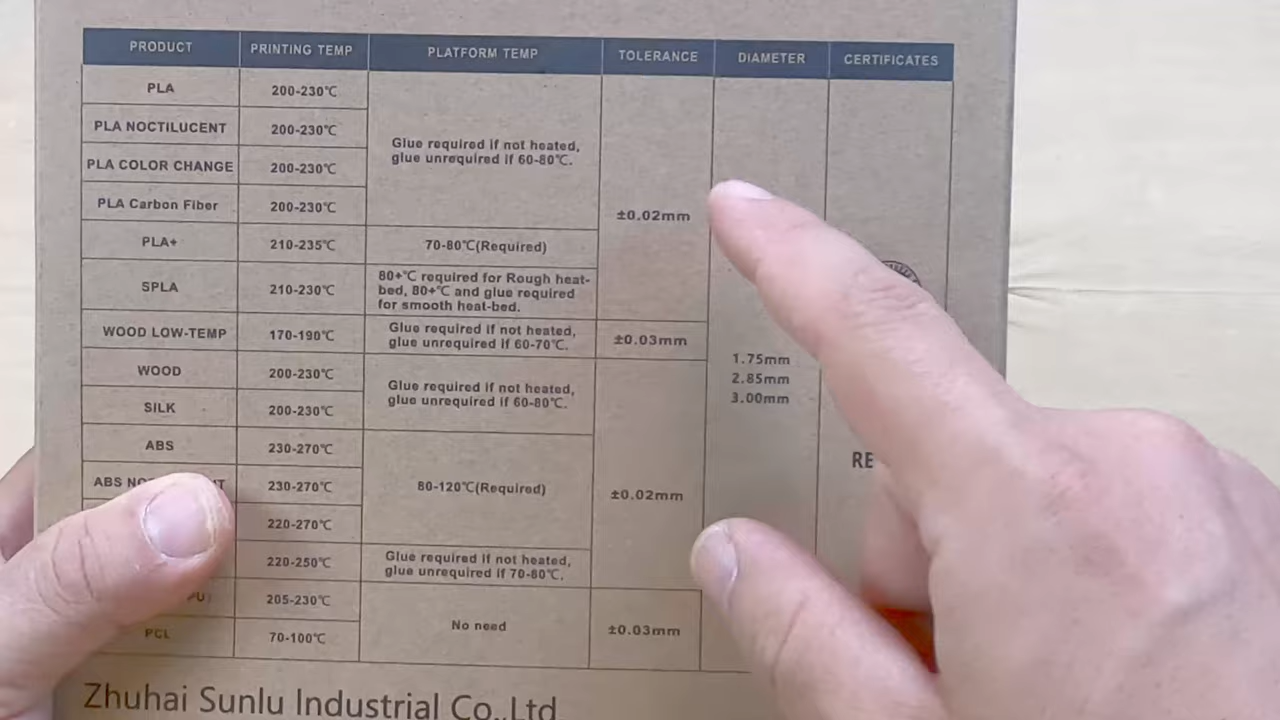 PRODUCT PRINTING TEMP PLATFORM TEMP TOLERANCE DIAMETER CERTIFICATES
PLA 200-230℃
PLA NOCTILUCENT 200-230℃
PLA COLOR CHANGE 200-230℃
PLA Carbon Fiber 200-230℃
Glue required if not heated,
glue unrequired if 60-80℃.
±0.02mm
PLA+ 210-235℃ 70-80℃(Required)
SPLA 210-230℃
80+℃ required for Rough heat-
bed, 80+℃ and glue required
for smooth heat-bed.
WOOD LOW-TEMP 170-190℃
Glue required if not heated,
glue unrequired if 60-70℃.
±0.03mm
WOOD 200-230℃
SILK 200-230℃
Glue required if not heated,
glue unrequired if 60-80℃.
1.75mm
2.85mm
3.00mm
ABS 230-270℃
ABS 230-270℃ 80-120℃(Required) ±0.02mm
220-270℃
220-250℃
Glue required if not heated,
glue unrequired if 70-80℃.
205-230℃
PCL 70-100℃
No need ±0.03mm
RE
Zhuhai Sunlu Industrial Co.,Ltd